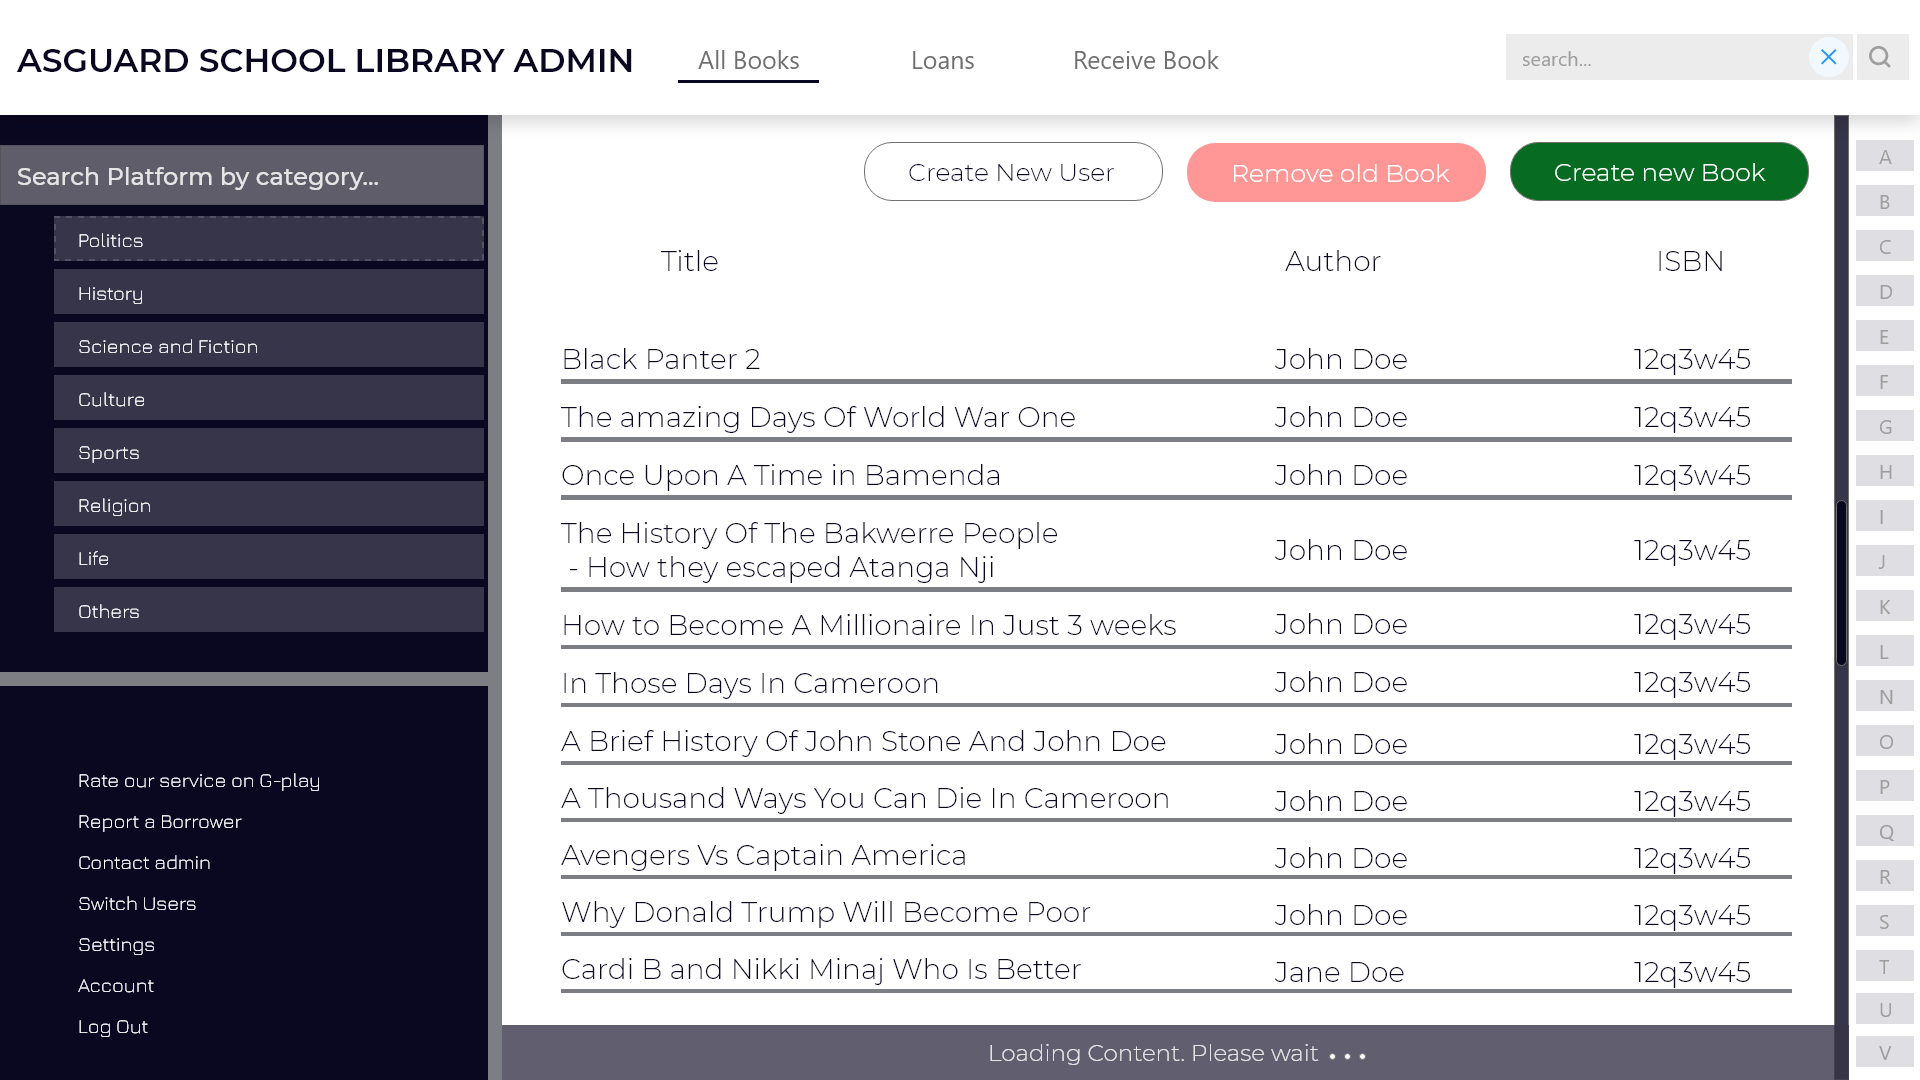 ASGUARD SCHOOL LIBRARY ADMIN
All Books
Loans
Receive Book
search...
Search Platform by category...
Politics
History
Science and Fiction
Culture
Sports
Religion
Life
Others
Rate our service on G-play
Report a Borrower
Contact admin
Switch Users
Settings
Account
Log Out
Create New User
Remove old Book
Create new Book
Title Author ISBN
Black Panter 2 John Doe 12q3w45
The amazing Days Of World War One John Doe 12q3w45
Once Upon A Time in Bamenda John Doe 12q3w45
The History Of The Bakwerre People
- How they escaped Atanga Nji John Doe 12q3w45
How to Become A Millionaire In Just 3 weeks John Doe 12q3w45
In Those Days In Cameroon John Doe 12q3w45
A Brief History Of John Stone And John Doe John Doe 12q3w45
A Thousand Ways You Can Die In Cameroon John Doe 12q3w45
Avengers Vs Captain America John Doe 12q3w45
Why Donald Trump Will Become Poor John Doe 12q3w45
Cardi B and Nikki Minaj Who Is Better Jane Doe 12q3w45
Loading Content. Please wait • • •
A
B
C
D
E
F
G
H
I
J
K
L
N
O
P
Q
R
S
T
U
V